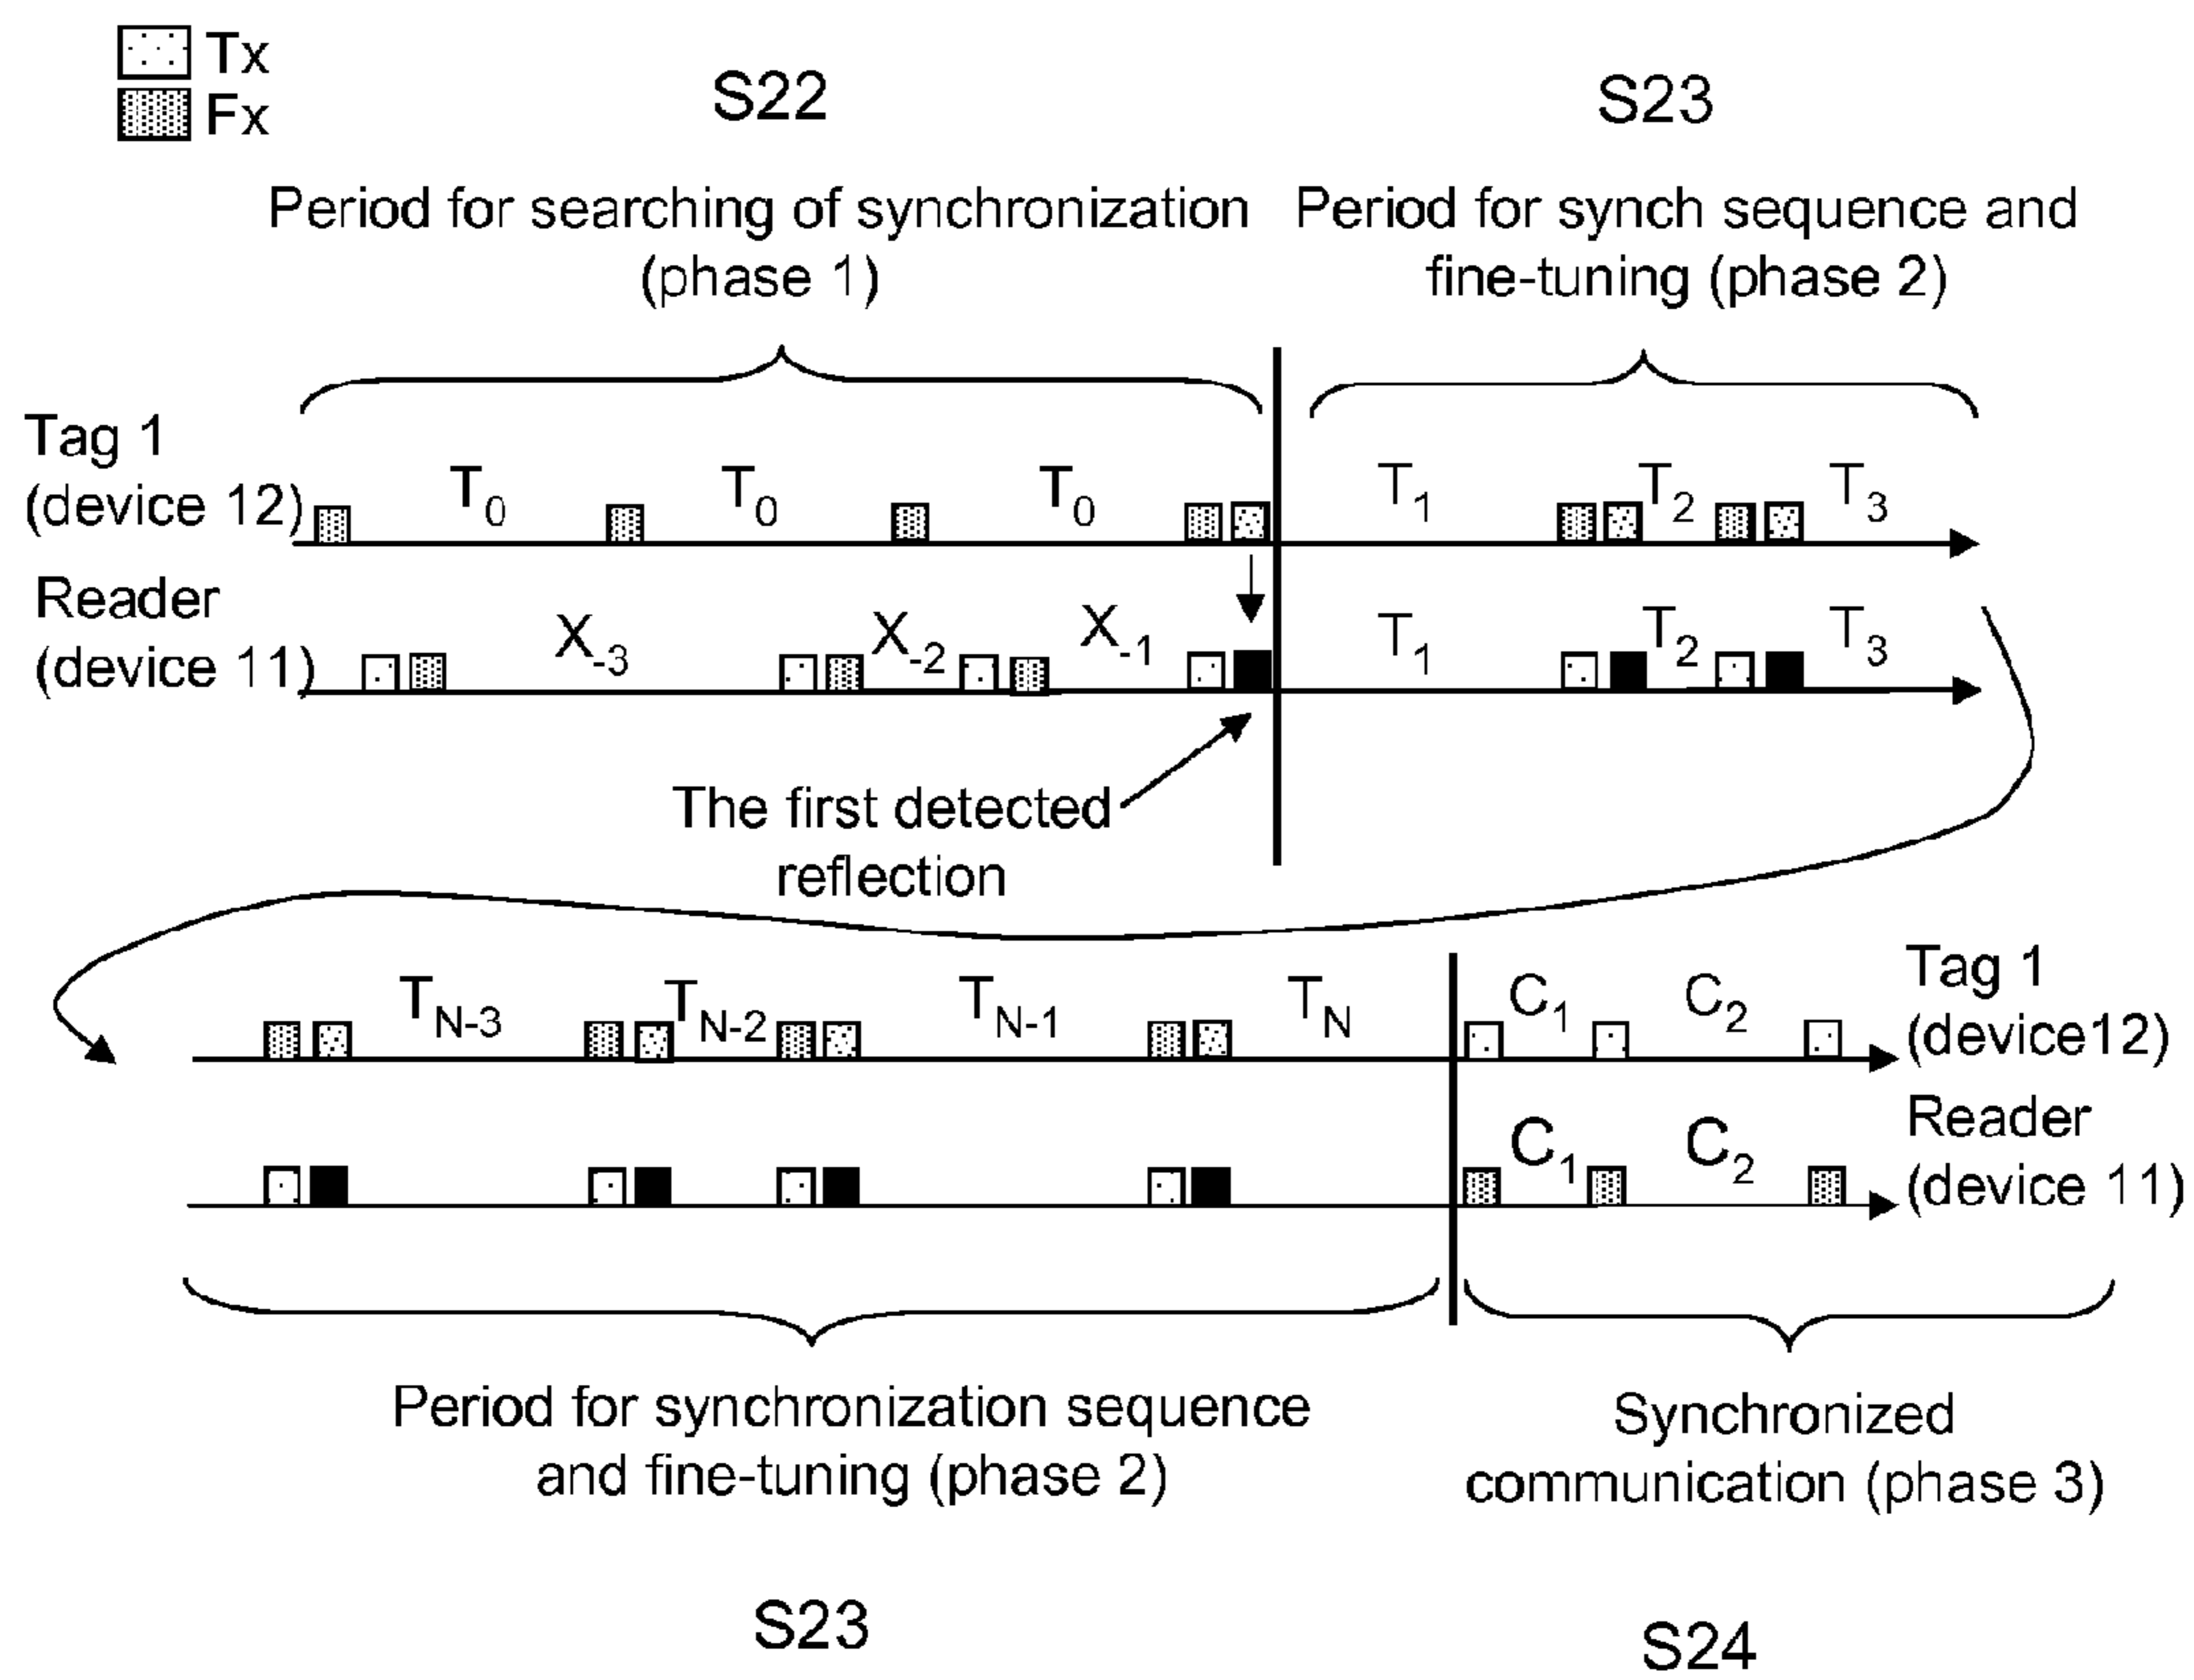 Tx
Fx
S22
S23
Period for searching of synchronization
(phase 1)
Period for synch sequence and
fine-tuning (phase 2)
Tag 1
(device 12)
T0 T0 T0 T1 T2 T3
Reader
(device 11)
X-3 X-2 X-1 T1 T2 T3
The first detected
reflection
TN-3 TN-2 TN-1 TN C1 C2
Tag 1
(device12)
C1 C2
Reader
(device 11)
Period for synchronization sequence
and fine-tuning (phase 2)
Synchronized
communication (phase 3)
S23
S24